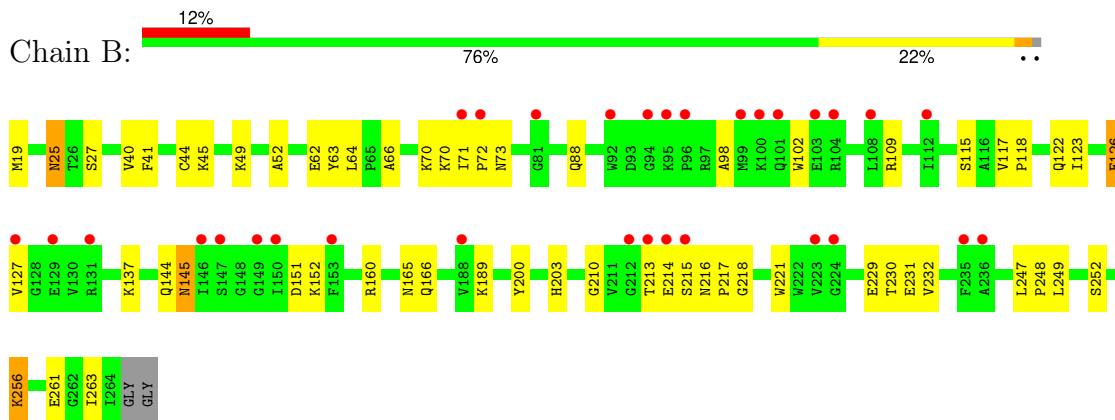 12%
Chain B:
76% 22% ..
M19 N25 T26 S27 V40 F41 C44 K45 K49 A52 E62 Y63 L64 P65 A66 K70 K70 I71 P72 N73 G81 Q88 W92 D93 G94 K95 P96 R97 A98 M99 K100 Q101 W102 E103 R104 L108 R109 I112 S115 A116 V117 P118 Q122 I123
V127 G128 E129 V130 R131 K137 Q144 N145 I146 S147 G148 G149 I150 D151 K152 F153 R160 N165 Q166 V188 K189 Y200 H203 G210 V211 G212 T213 E214 S215 N216 P217 G218 W221 W222 V223 G224 E229 T230 E231 V232 F235 A236 L247 P248 L249 S252
K256 E261 G262 I263 I264 GLY GLY